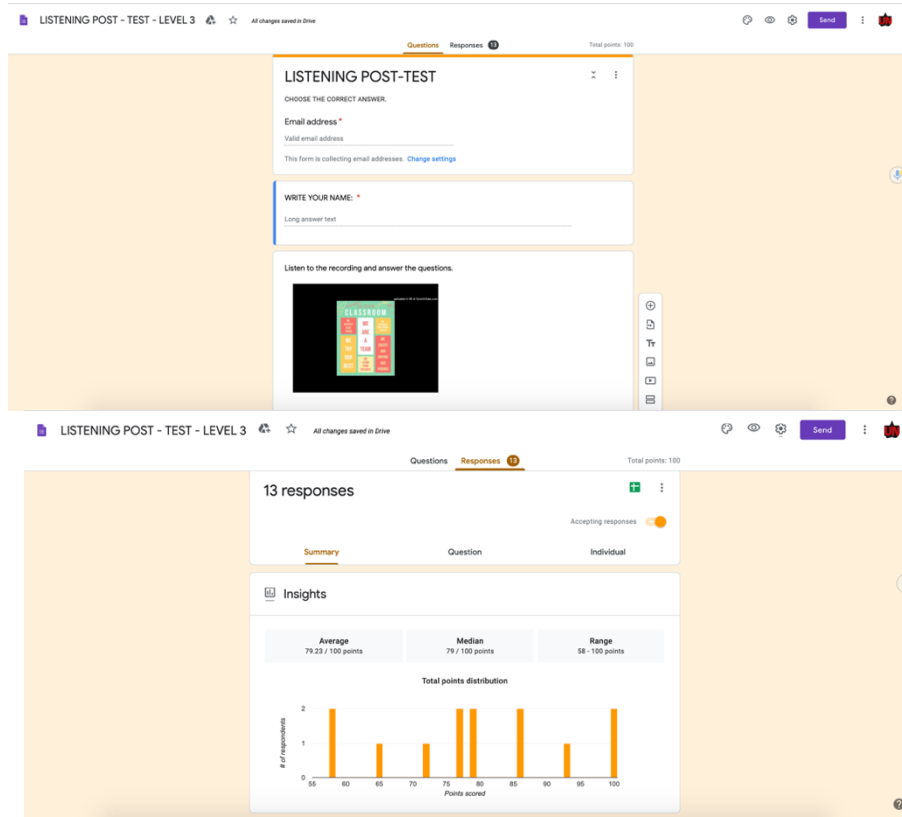 LISTENING POST - TEST - LEVEL 3
All changes saved in Drive
Send
Questions
Responses 13
Total points: 100
LISTENING POST-TEST
CHOOSE THE CORRECT ANSWER.
Email address *
Valid email address
This form is collecting email addresses. Change settings
WRITE YOUR NAME: *
Long answer text
Listen to the recording and answer the questions.
CLASSROOM
WE
ARE
A
TEAM
Tт
LISTENING POST - TEST - LEVEL 3
All changes saved in Drive
Send
Questions
Responses 13
Total points: 100
13 responses
Accepting responses
Summary
Question
Individual
Insights
Average
79.23 / 100 points
Median
79 / 100 points
Range
58 - 100 points
Total points distribution
# of respondents
2
1
0
55 60 65 70 75 80 85 90 95 100
Points scored